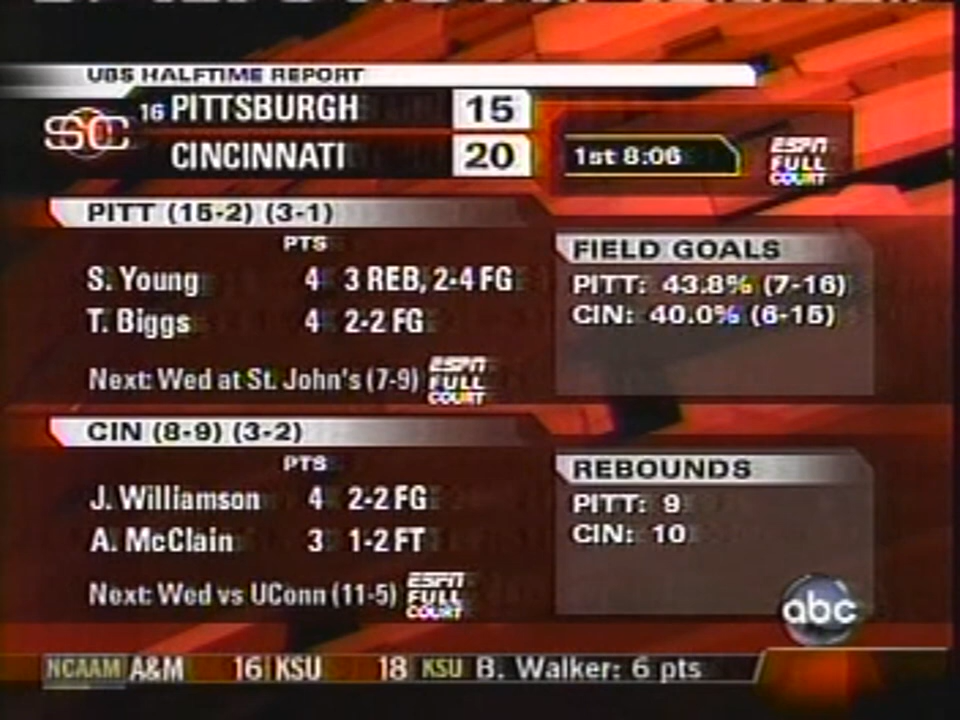 UBS HALFTIME REPORT
SC
16 PITTSBURGH 15
CINCINNATI 20
1st 8:06
ESPN FULL COURT
PITT (15-2) (3-1)
PTS
S. Young 4 3 REB, 2-4 FG
T. Biggs 4 2-2 FG
Next: Wed at St. John's (7-9) ESPN FULL COURT
FIELD GOALS
PITT: 43.8% (7-16)
CIN: 40.0% (6-15)
CIN (8-9) (3-2)
PTS
J. Williamson 4 2-2 FG
A. McClain 3 1-2 FT
Next: Wed vs UConn (11-5) ESPN FULL COURT
REBOUNDS
PITT: 9
CIN: 10
abc
NCAAM A&M 16 KSU 18 KSU B. Walker: 6 pts